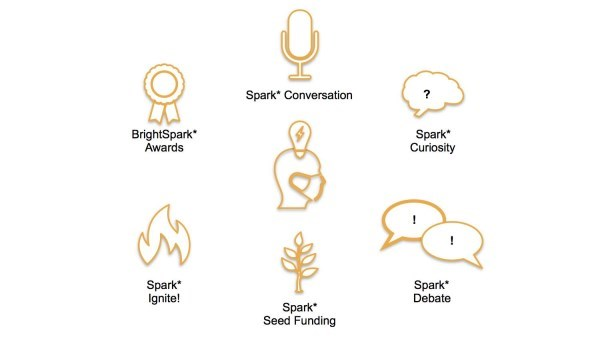 Spark* Conversation
BrightSpark*
Awards
?
Spark*
Curiosity
!
!
Spark*
Ignite!
Spark*
Debate
Spark*
Seed Funding